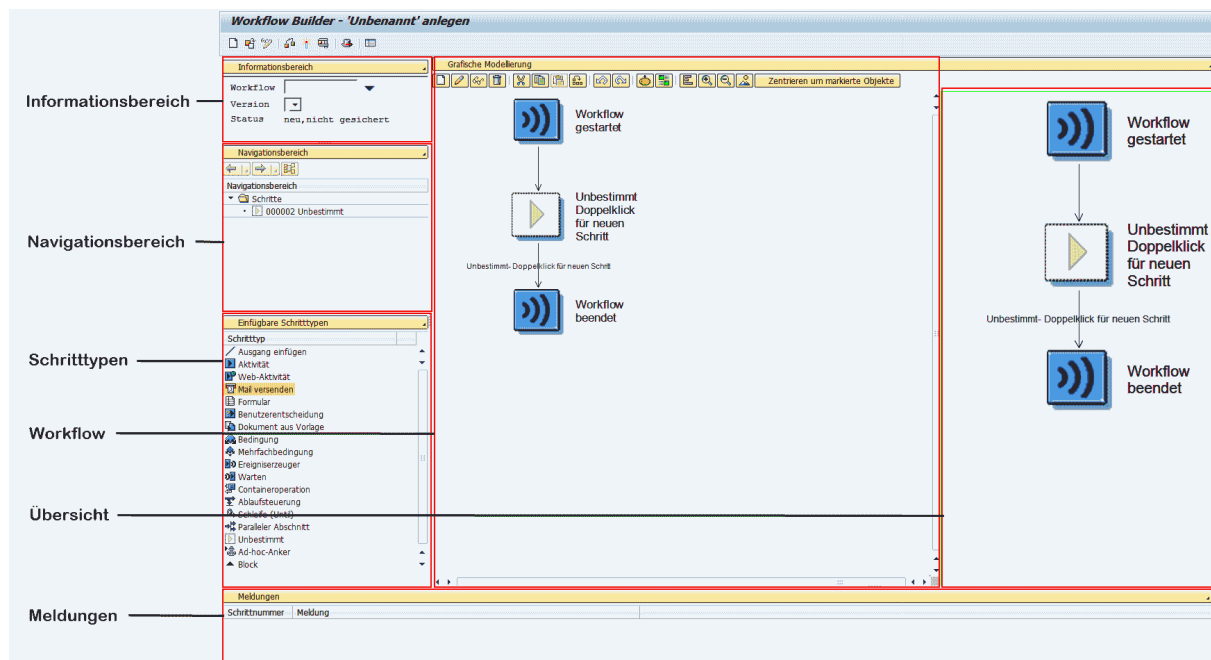 Workflow Builder - 'Unbenannt' anlegen
Informationsbereich
Informationsbereich
Workflow
Version
Status neu,nicht gesichert
Navigationsbereich
Navigationsbereich
Navigationsbereich
Schritte
000002 Unbestimmt
Schritttypen
Einfügbare Schritttypen
Schritttyp
Ausgang einfügen
Aktivität
Web-Aktivität
Mail versenden
Formular
Benutzerentscheidung
Dokument aus Vorlage
Bedingung
Mehrfachbedingung
Ereigniserzeuger
Warten
Containeroperation
Ablaufsteuerung
Schleife (Until)
Paralleler Abschnitt
Unbestimmt
Ad-hoc-Anker
Block
Workflow
Grafische Modellierung
Zentrieren um markierte Objekte
Workflow
gestartet
Unbestimmt
Doppelklick
für neuen
Schritt
Unbestimmt- Doppelklick für neuen Schritt
Workflow
beendet
Übersicht
Workflow
gestartet
Unbestimmt
Doppelklick
für neuen
Schritt
Unbestimmt- Doppelklick für neuen Schritt
Workflow
beendet
Meldungen
Meldungen
Schrittnummer Meldung